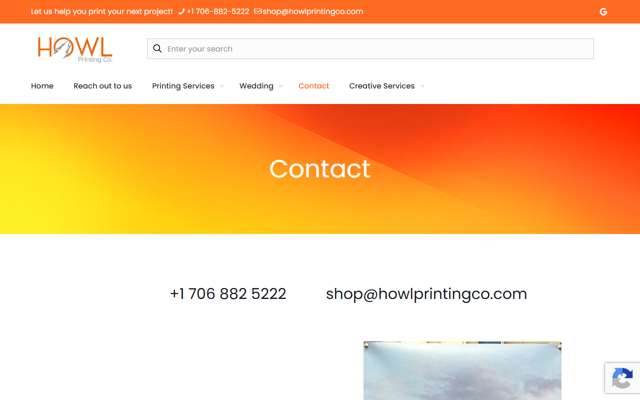 Let us help you print your next project! +1 706-882-5222 shop@howlprintingco.com
HOWL
Printing CO.
Enter your search
Home Reach out to us Printing Services Wedding Contact Creative Services
Contact
+1 706 882 5222 shop@howlprintingco.com